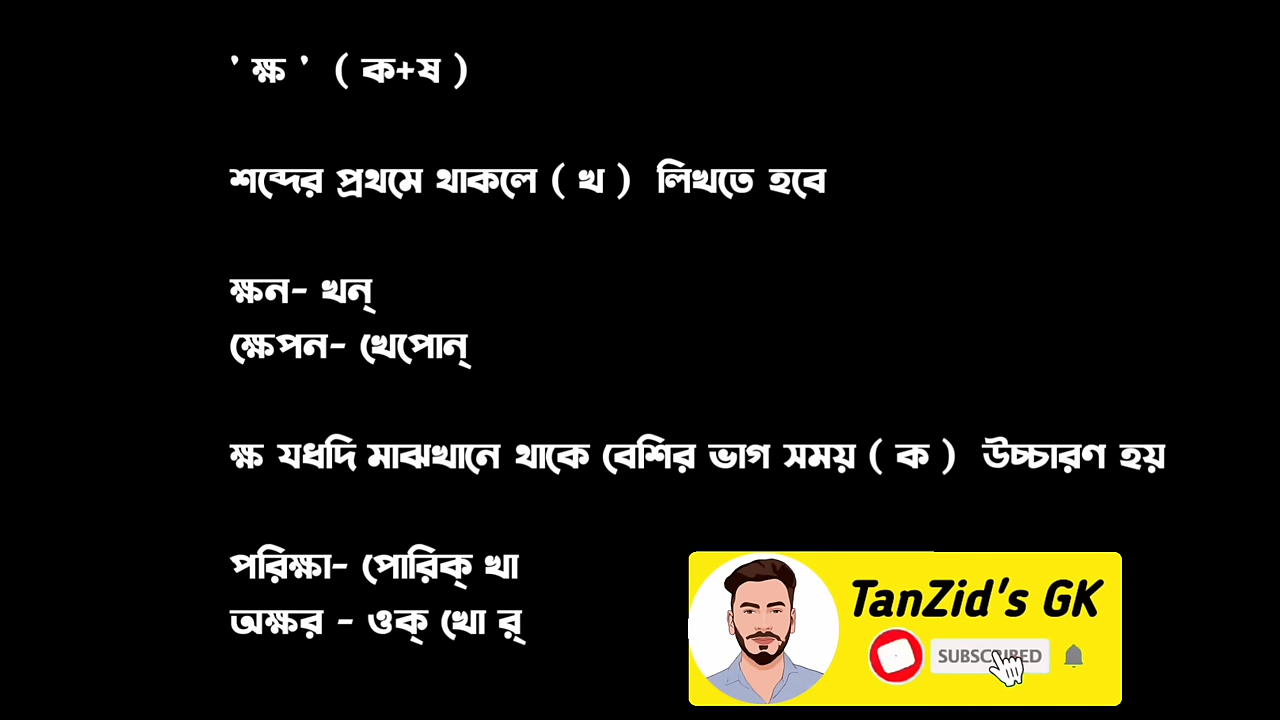 ' ক্ষ ' ( ক+ষ )
শব্দের প্রথমে থাকলে ( খ ) লিখতে হবে
ক্ষন- খন্
ক্ষেপন- খেপোন্
ক্ষ যধদি মাঝখানে থাকে বেশির ভাগ সময় ( ক ) উচ্চারণ হয়
পরিক্ষা- পোরিক্ খা
অক্ষর - ওক্ খো র্
TanZid's GK
SUBSCRIBED